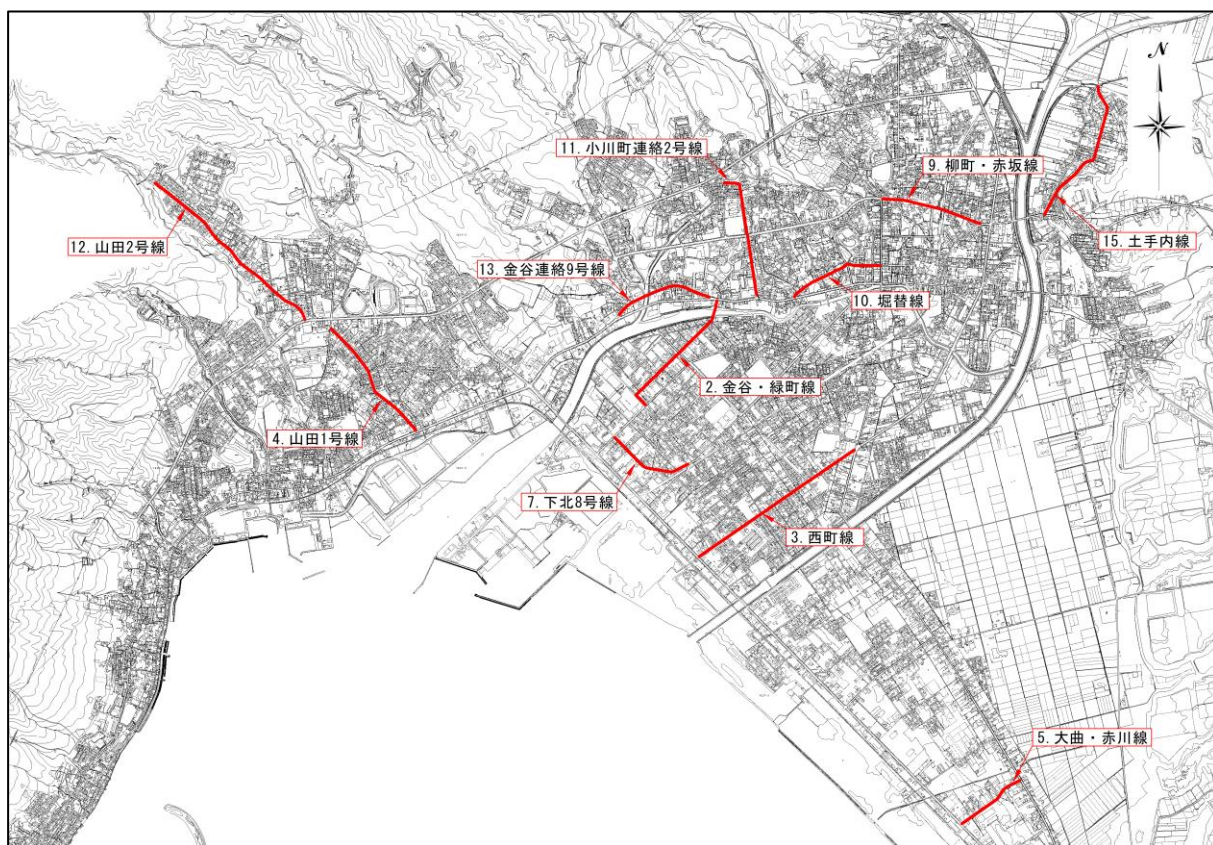 N
11. 小川町連絡2号線
9. 柳町・赤坂線
12. 山田2号線
15. 土手内線
13. 金谷連絡9号線
10. 堀替線
2. 金谷・緑町線
4. 山田1号線
7. 下北8号線
3. 西町線
5. 大曲・赤川線